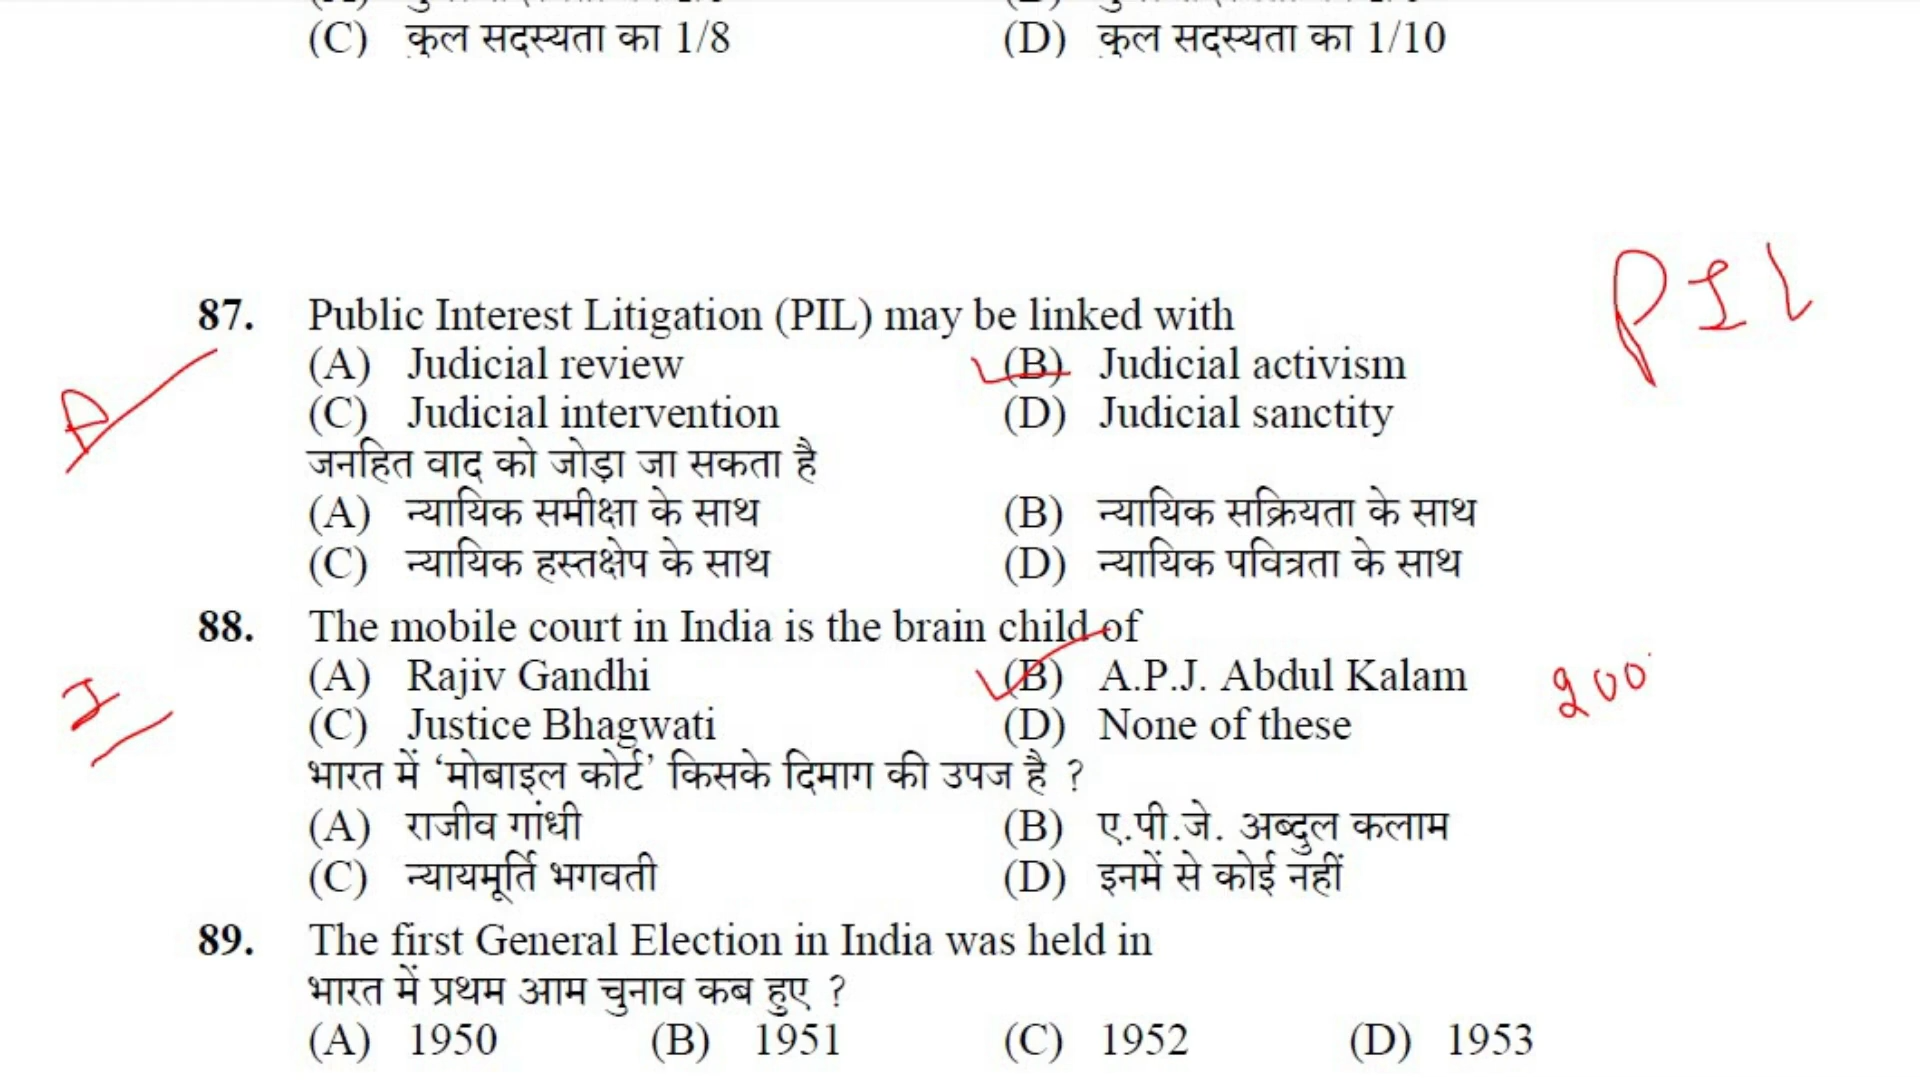 (C) कुल सदस्यता का 1/8 (D) कुल सदस्यता का 1/10
PIL
87. Public Interest Litigation (PIL) may be linked with
(A) Judicial review (B) Judicial activism
(C) Judicial intervention (D) Judicial sanctity
जनहित वाद को जोड़ा जा सकता है
(A) न्यायिक समीक्षा के साथ (B) न्यायिक सक्रियता के साथ
(C) न्यायिक हस्तक्षेप के साथ (D) न्यायिक पवित्रता के साथ
88. The mobile court in India is the brain child of
(A) Rajiv Gandhi (B) A.P.J. Abdul Kalam
200
(C) Justice Bhagwati (D) None of these
भारत में ‘मोबाइल कोर्ट’ किसके दिमाग की उपज है ?
(A) राजीव गांधी (B) ए.पी.जे. अब्दुल कलाम
(C) न्यायमूर्ति भगवती (D) इनमें से कोई नहीं
89. The first General Election in India was held in
भारत में प्रथम आम चुनाव कब हुए ?
(A) 1950 (B) 1951 (C) 1952 (D) 1953